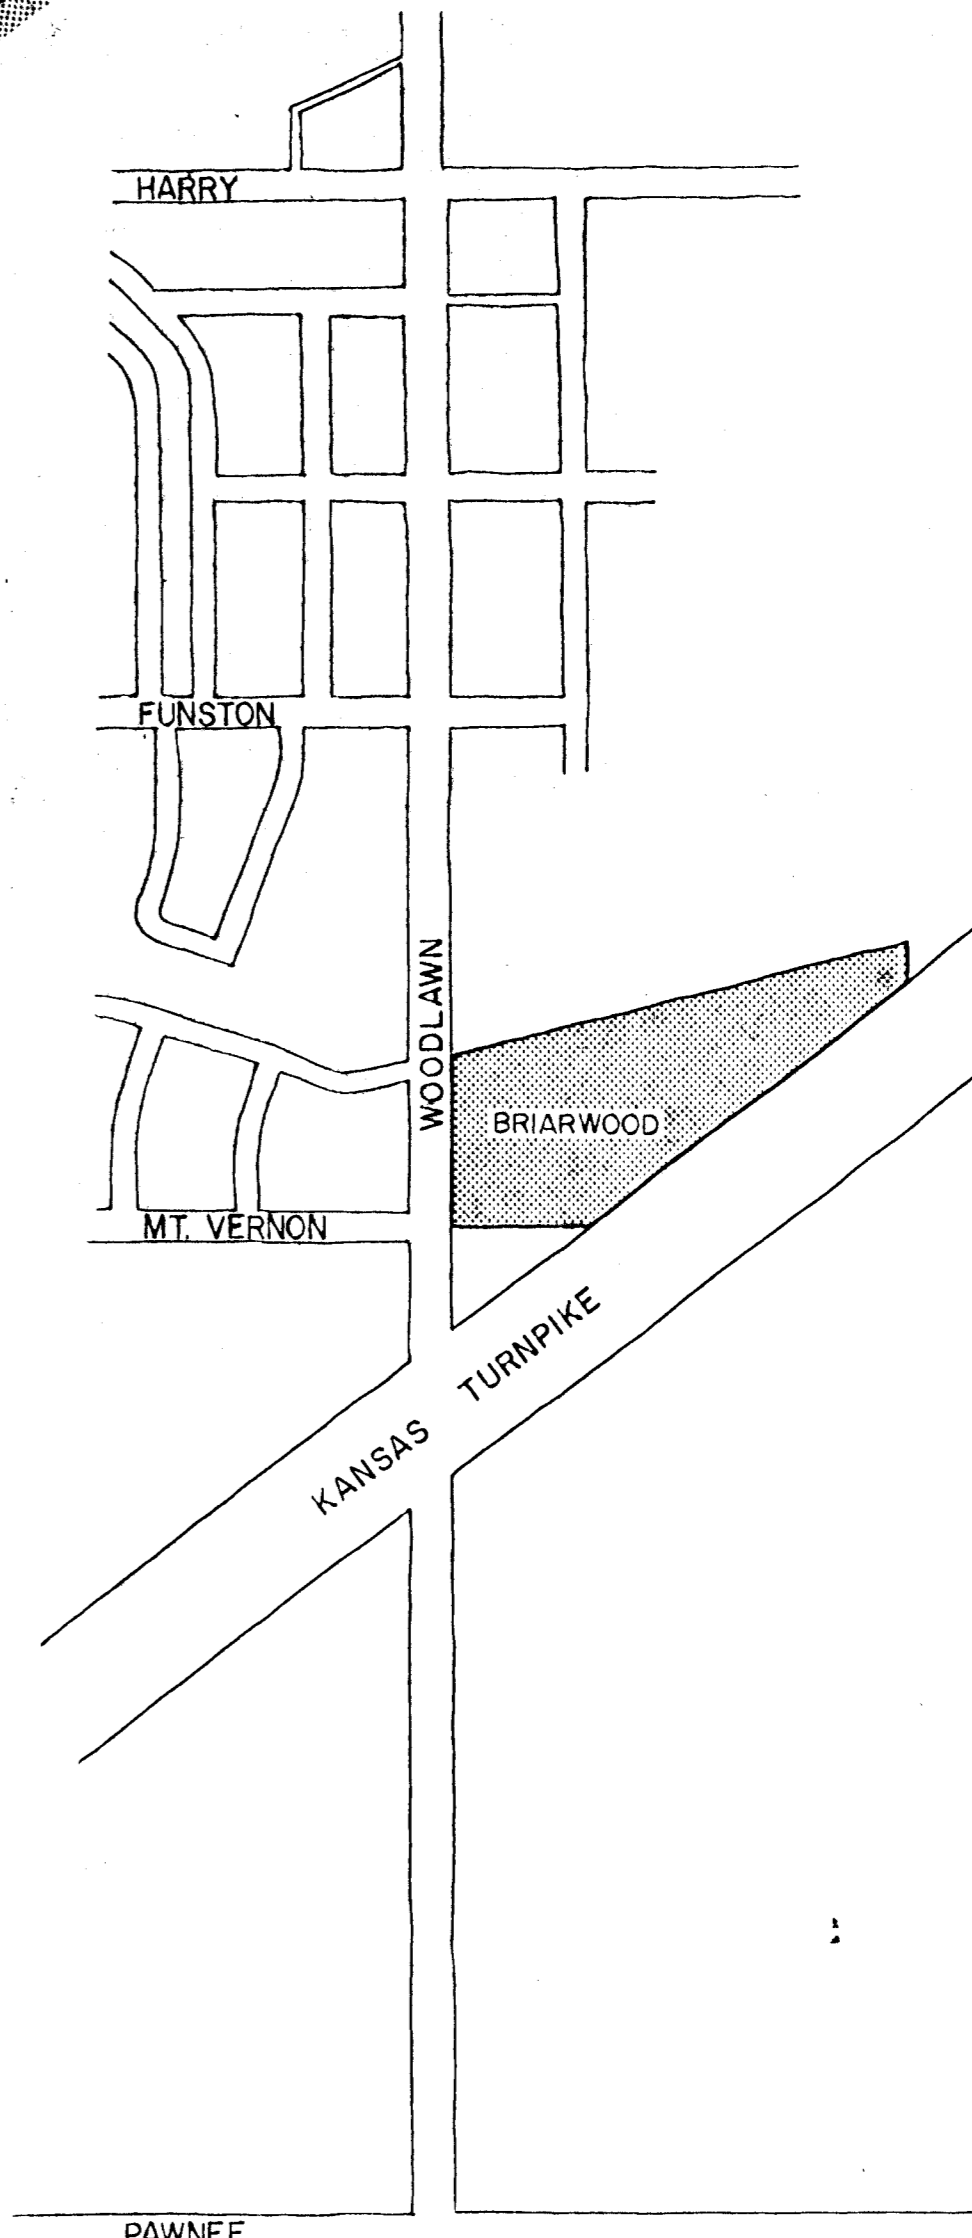 HARRY
FUNSTON
WOODLAWN
BRIARWOOD
MT. VERNON
KANSAS TURNPIKE
PAWNEE